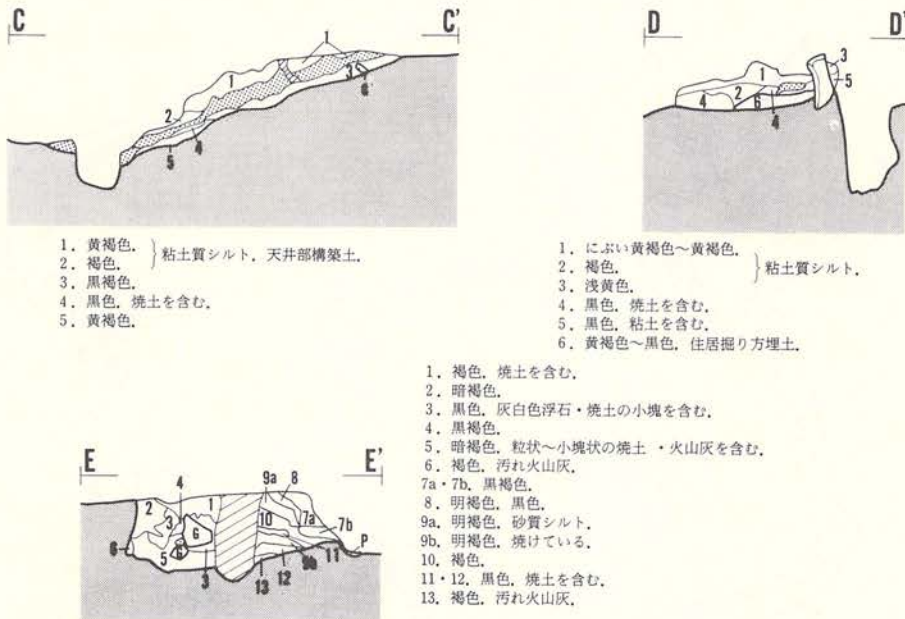 C C'
1
1
2
3
6
4
5
D D'
3
1
5
2
4
6
4
1. 黄褐色.
2. 褐色.
}粘土質シルト. 天井部構築土.
3. 黒褐色.
4. 黒色. 焼土を含む.
5. 黄褐色.
1. にぶい黄褐色~黄褐色.
2. 褐色.
3. 浅黄色.
}粘土質シルト.
4. 黒色. 焼土を含む.
5. 黒色. 粘土を含む.
6. 黄褐色~黒色. 住居掘り方埋土.
1. 褐色. 焼土を含む.
2. 暗褐色.
3. 黒色. 灰白色浮石・焼土の小塊を含む.
4. 黒褐色.
5. 暗褐色. 粒状~小塊状の焼土 ・火山灰を含む.
6. 褐色. 汚れ火山灰.
7a・7b. 黒褐色.
8. 明褐色. 黒色.
9a. 明褐色. 砂質シルト.
9b. 明褐色. 焼けている.
10. 褐色.
11・12. 黒色. 焼土を含む.
13. 褐色. 汚れ火山灰.
E E'
4
9a 8
2
1
3
6
10
7a
7b
P
6
5
6
3
13
12
9b
11